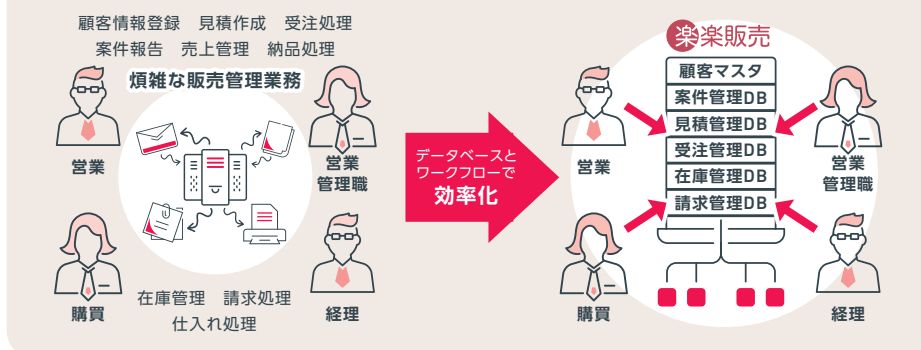 顧客情報登録　見積作成　受注処理
案件報告　売上管理　納品処理
煩雑な販売管理業務
営業
営業
管理職
購買
在庫管理　請求処理
仕入れ処理
経理
データベースと
ワークフローで
効率化
楽楽販売
顧客マスタ
案件管理DB
見積管理DB
受注管理DB
在庫管理DB
請求管理DB
営業
営業
管理職
購買
経理